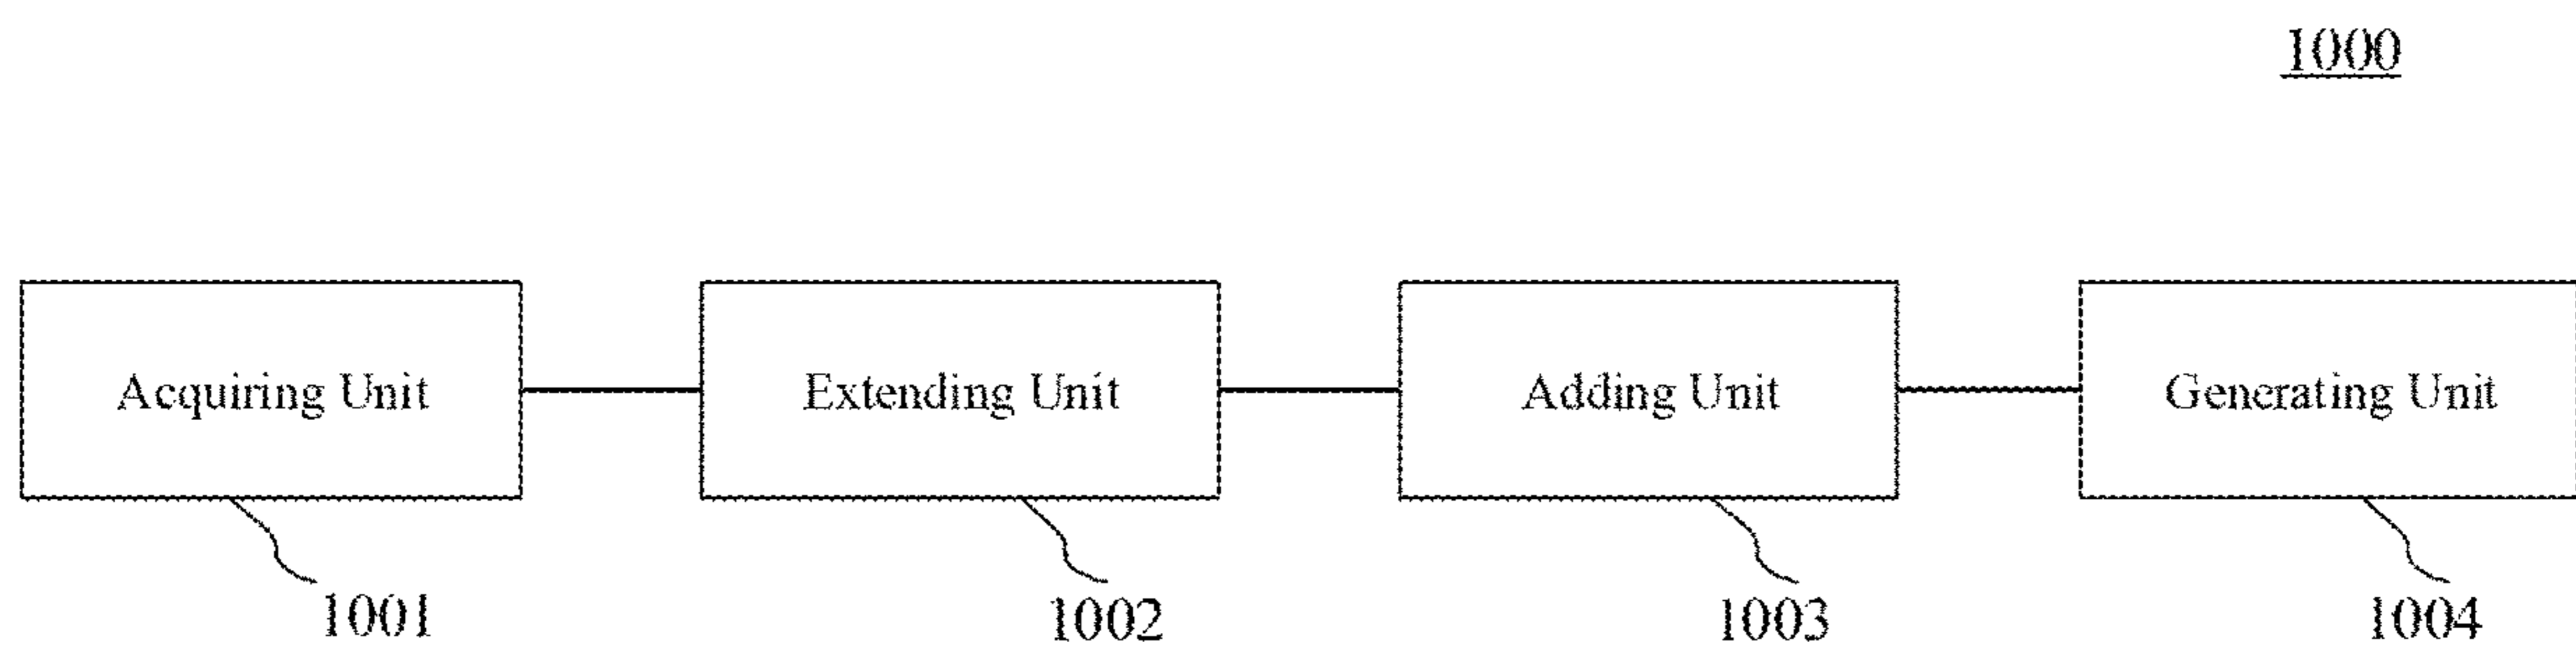 1000
Acquiring Unit
Extending Unit
Adding Unit
Generating Unit
1001
1002
1003
1004